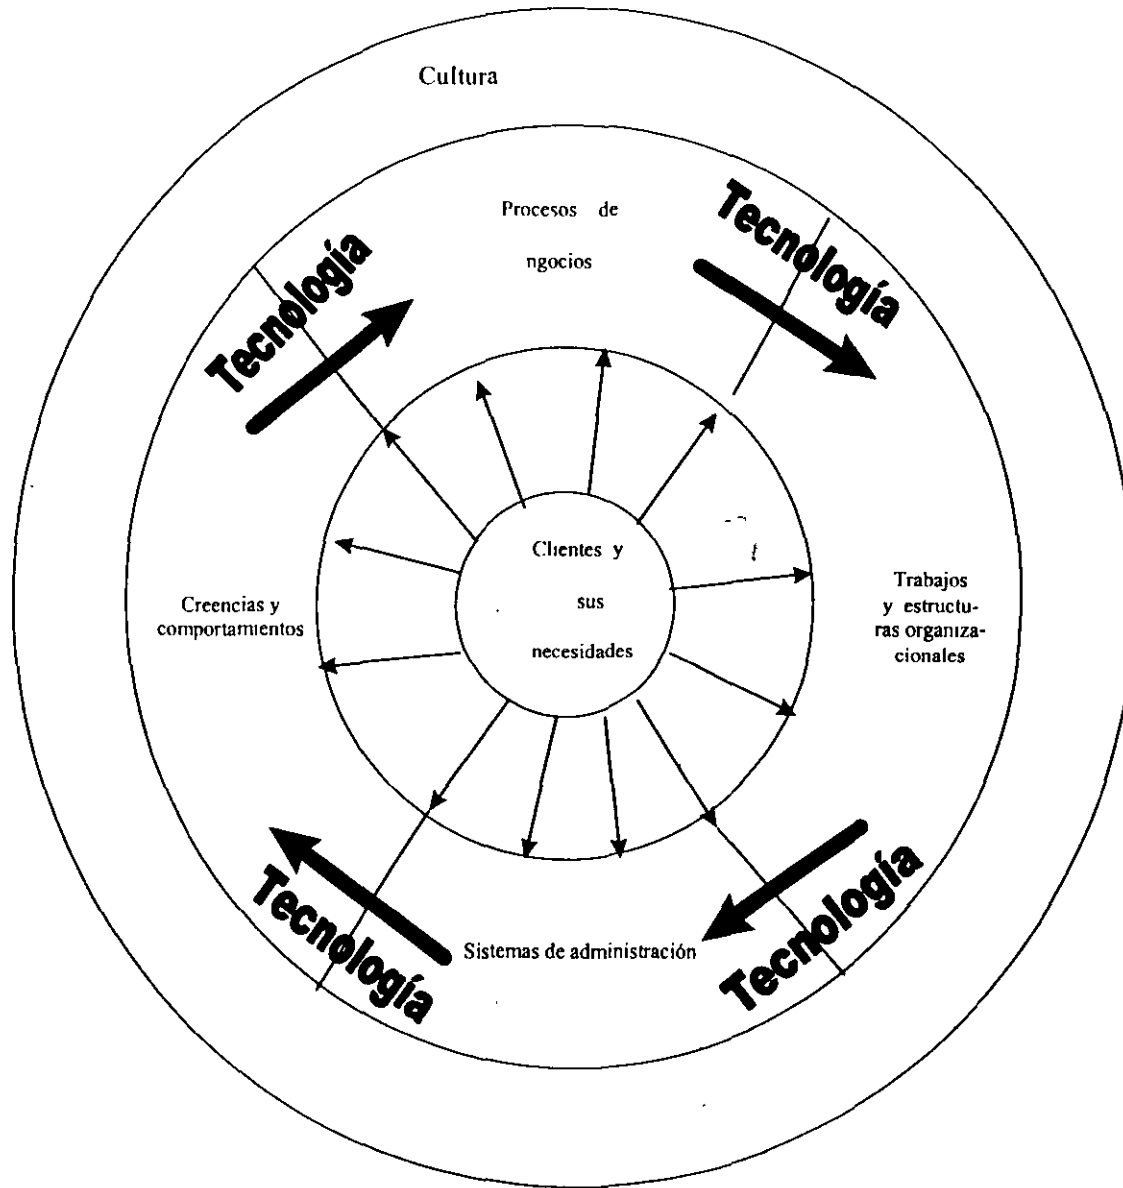 Cultura
Procesos de
ngocios
Tecnología
Tecnología
Clientes y
sus
necesidades
Creencias y
comportamientos
Trabajos
y estructu-
ras organiza-
cionales
Sistemas de administración
Tecnología
Tecnología